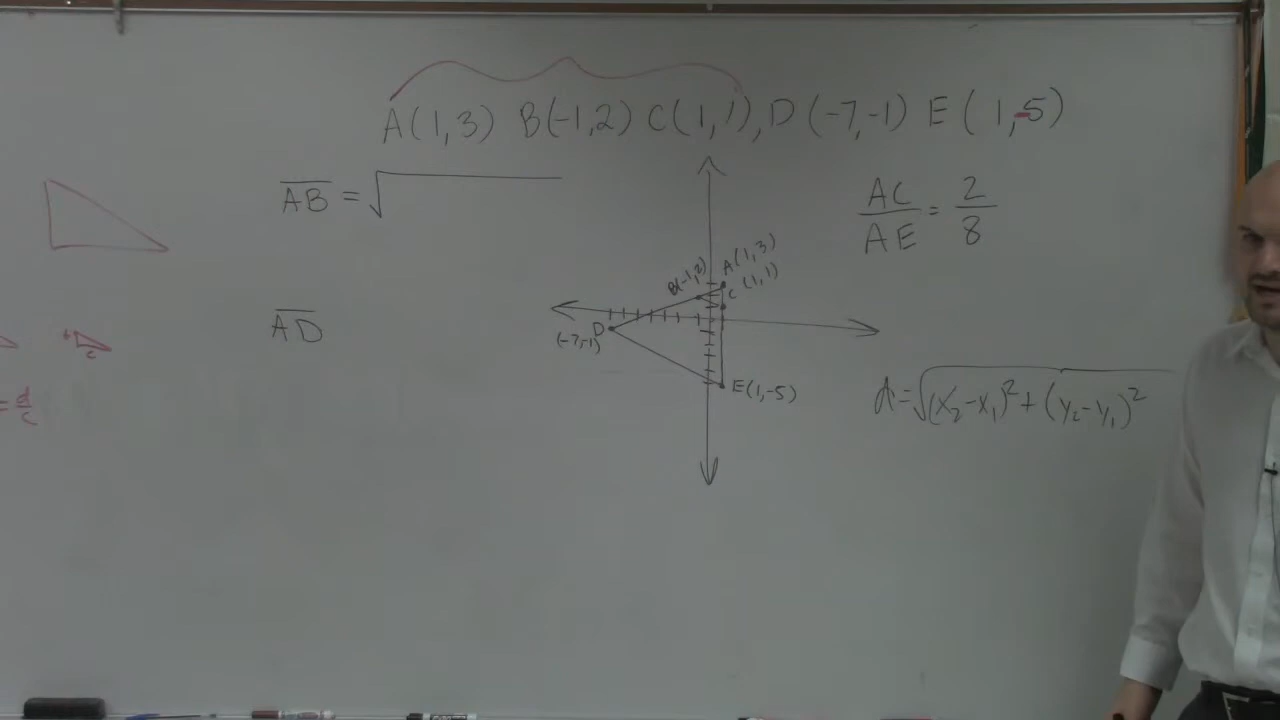 A(1,3) B(-1,2) C(1,1), D(-7,-1) E(1,-5)
AB = √
AC/AE = 2/8
A(1,3)
B(-1,2)
C(1,1)
AD
D
(-7,-1)
E(1,-5)
d=√(x₂-x₁)²+(y₂-y₁)²
c